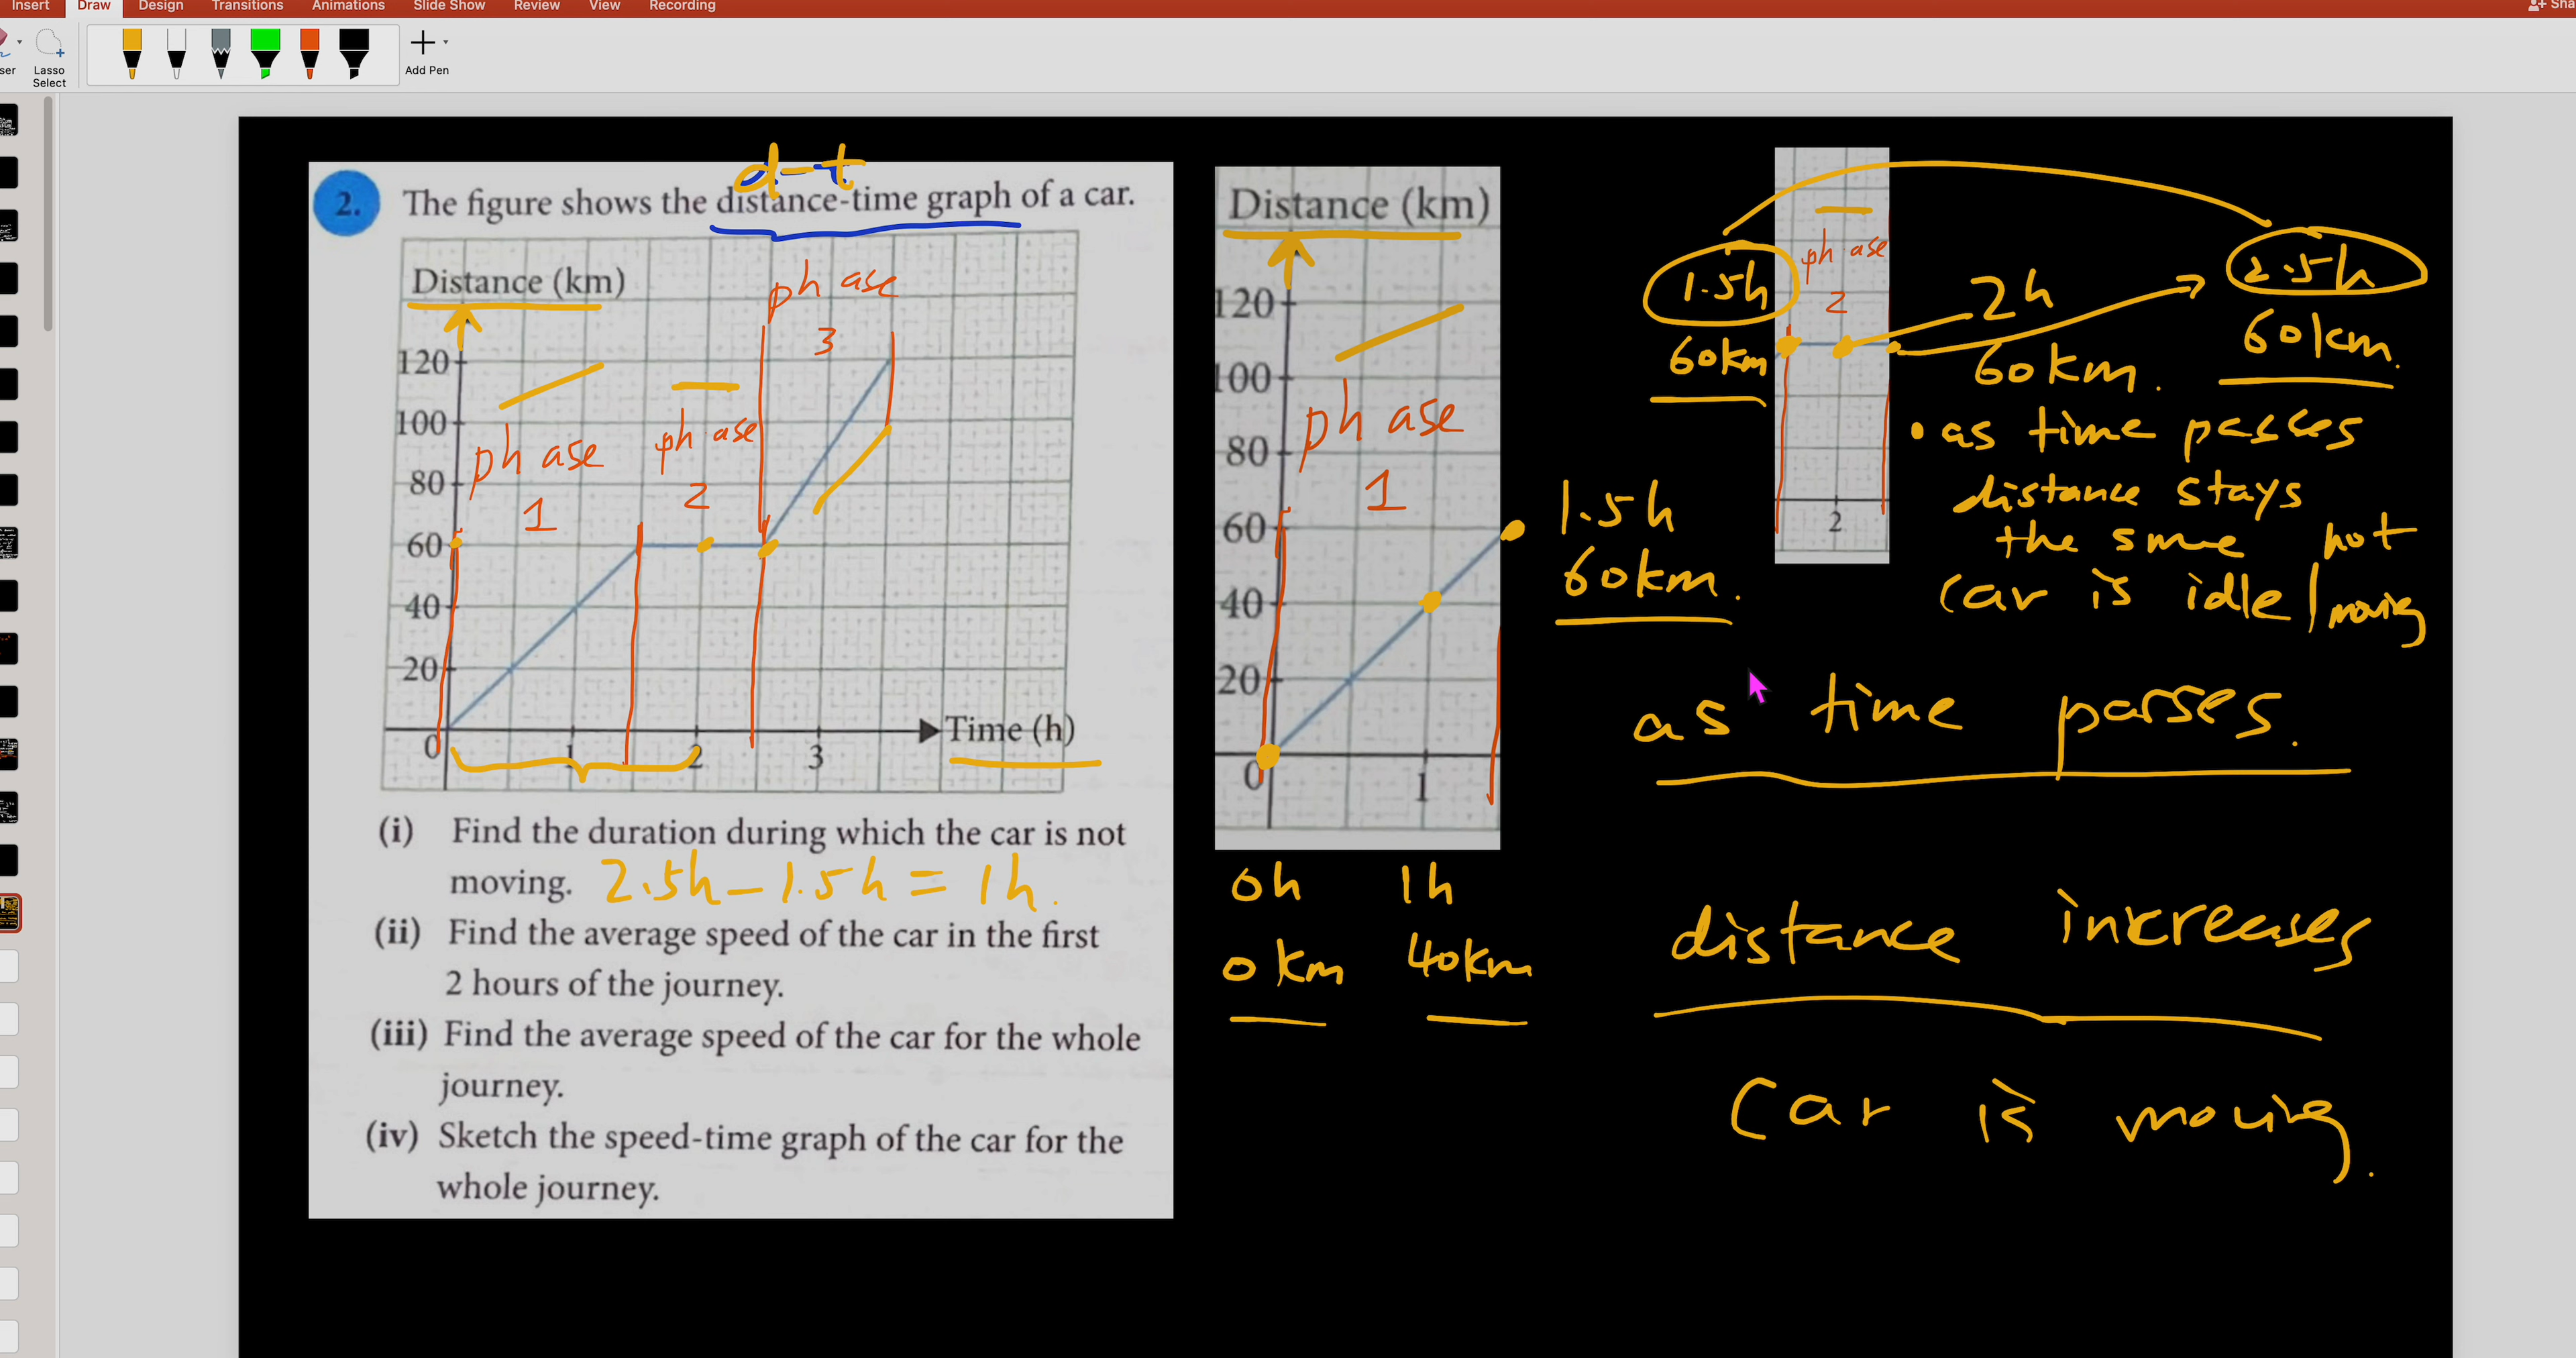 Insert Draw Design Transitions Animations Slide Show Review View Recording
Lasso
Select
Add Pen
d-t
2. The figure shows the distance-time graph of a car.
Distance (km)
120
100
80
60
40
20
0 1 2 3
Time (h)
phase
1
phase
2
phase
3
(i) Find the duration during which the car is not
moving. 2.5h - 1.5h = 1h.
(ii) Find the average speed of the car in the first
2 hours of the journey.
(iii) Find the average speed of the car for the whole
journey.
(iv) Sketch the speed-time graph of the car for the
whole journey.
Distance (km)
120
100
80
60
40
20
0 1
phase
1
1.5h
60km.
0h 1h
0km 40km
phase
2
2
1.5h
60km
2h
60km.
2.5h
60km.
• as time passes
distance stays
the same
car is idle / not
moving
as time passes.
distance increases
Car is moving.